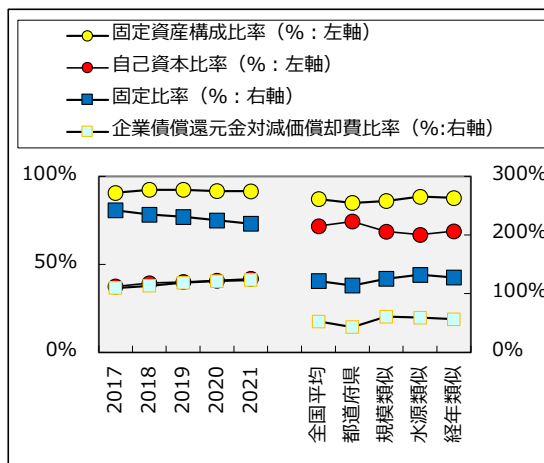 固定資産構成比率（%：左軸）
自己資本比率（%：左軸）
固定比率（%：右軸）
企業債償還元金対減価償却費比率（%:右軸）
100%
50%
0%
300%
200%
100%
0%
2017
2018
2019
2020
2021
全国平均
都道府県
規模類似
水源類似
経年類似